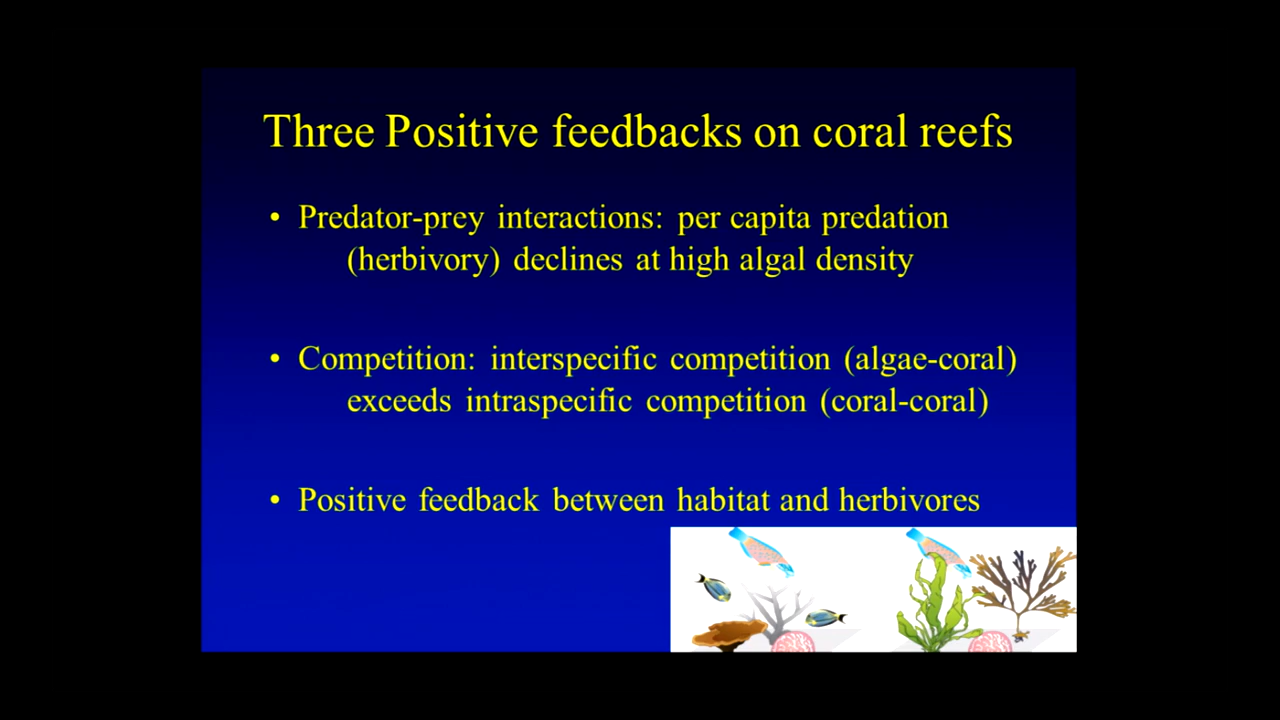 Three Positive feedbacks on coral reefs
• Predator-prey interactions: per capita predation
(herbivory) declines at high algal density
• Competition: interspecific competition (algae-coral)
exceeds intraspecific competition (coral-coral)
• Positive feedback between habitat and herbivores